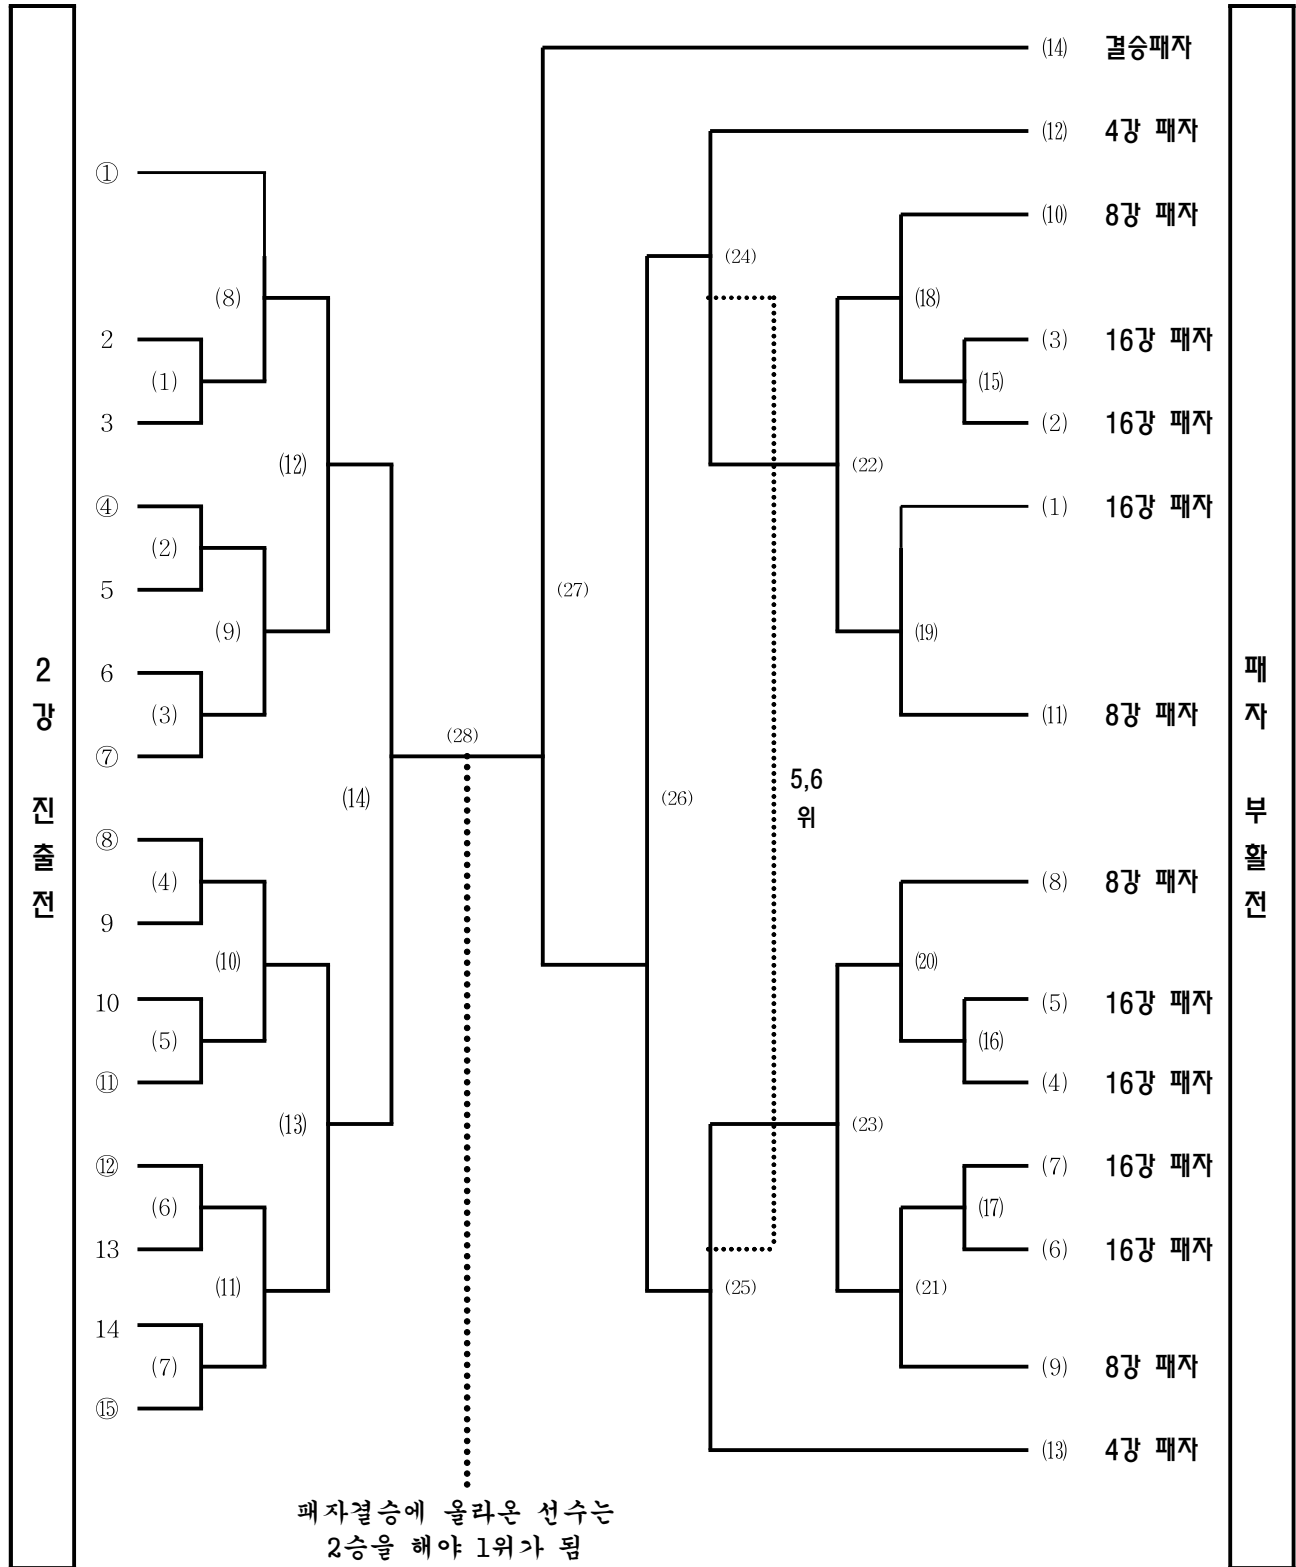 2강 진출전
①
2
3
④
5
6
⑦
⑧
9
10
⑪
⑫
13
14
⑮
(1)
(2)
(3)
(4)
(5)
(6)
(7)
(8)
(9)
(10)
(11)
(12)
(13)
(14)
(28)
(27)
(26)
(24)
(25)
5,6
위
(22)
(23)
(18)
(19)
(20)
(21)
(15)
(16)
(17)
(14) 결승패자
(12) 4강 패자
(10) 8강 패자
(3) 16강 패자
(2) 16강 패자
(1) 16강 패자
(11) 8강 패자
(8) 8강 패자
(5) 16강 패자
(4) 16강 패자
(7) 16강 패자
(6) 16강 패자
(9) 8강 패자
(13) 4강 패자
패자 부활전
패자결승에 올라온 선수는
2승을 해야 1위가 됨